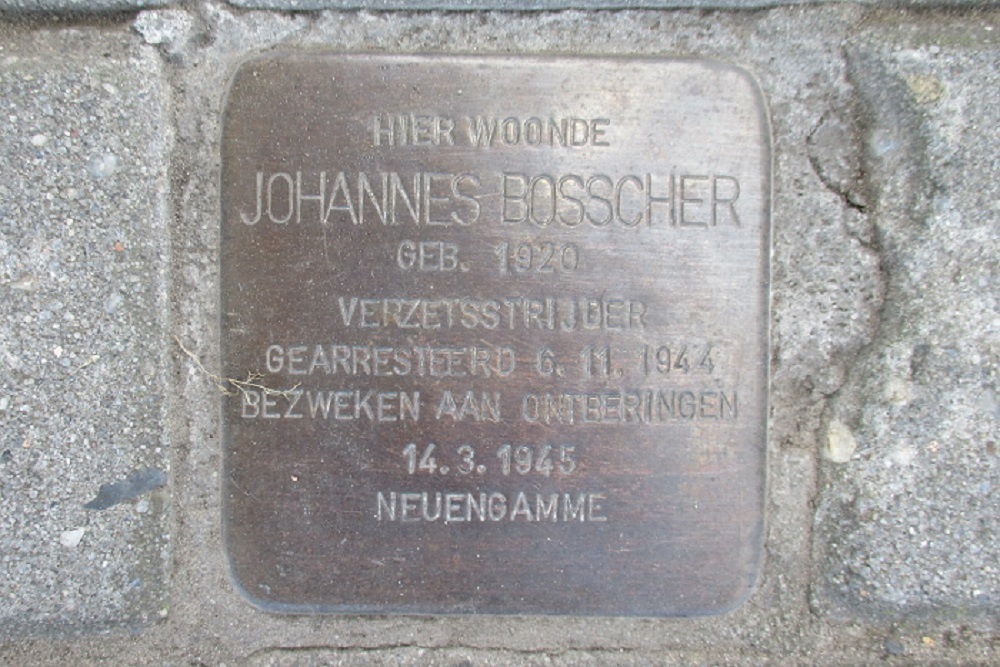 HIER WOONDE
JOHANNES BOSSCHER
GEB. 1920
VERZETSSTRIJDER
GEARRESTEERD 6.11.1944
BEZWEKEN AAN ONTBERINGEN
14.3.1945
NEUENGAMME